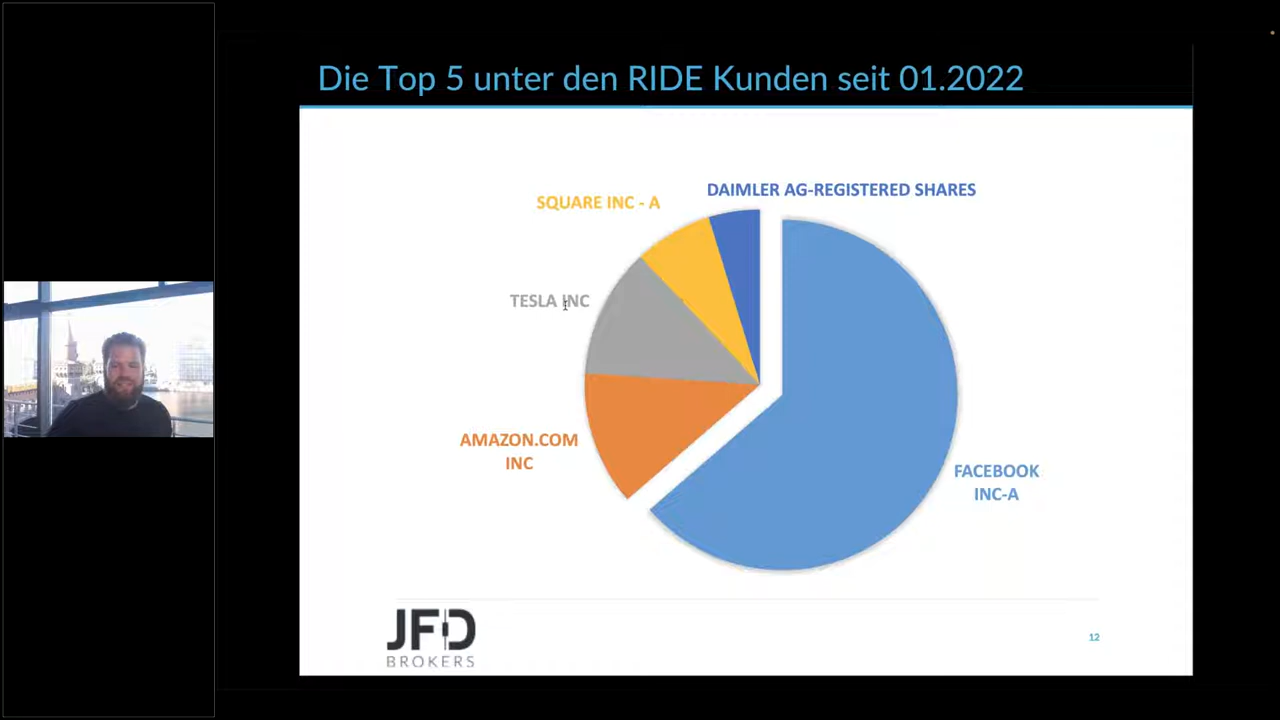 Die Top 5 unter den RIDE Kunden seit 01.2022
DAIMLER AG-REGISTERED SHARES
SQUARE INC - A
TESLA INC
AMAZON.COM
INC
FACEBOOK
INC-A
JFD
BROKERS
12